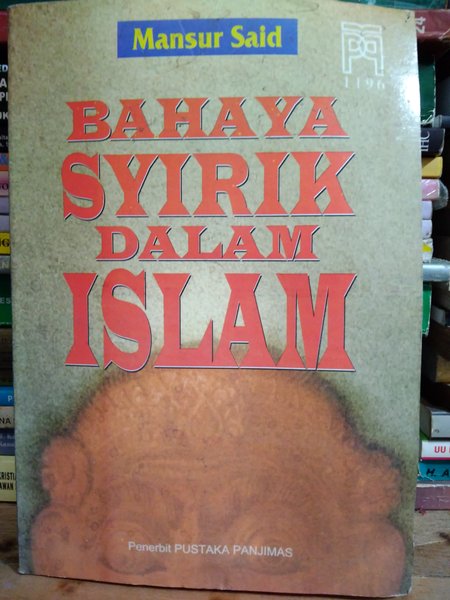 Mansur Said
1196
BAHAYA
SYIRIK
DALAM
ISLAM
Penerbit PUSTAKA PANJIMAS